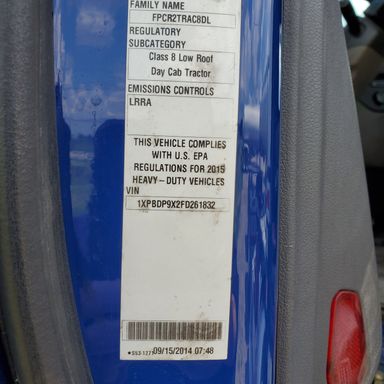 FAMILY NAME
FPCR2TRAC8DL
REGULATORY
SUBCATEGORY
Class 8 Low Roof
Day Cab Tractor
EMISSIONS CONTROLS
LRRA
THIS VEHICLE COMPLIES
WITH U.S. EPA
REGULATIONS FOR 2015
HEAVY-DUTY VEHICLES
VIN
1XPBDP9X2FD261832
09/15/2014 07:48